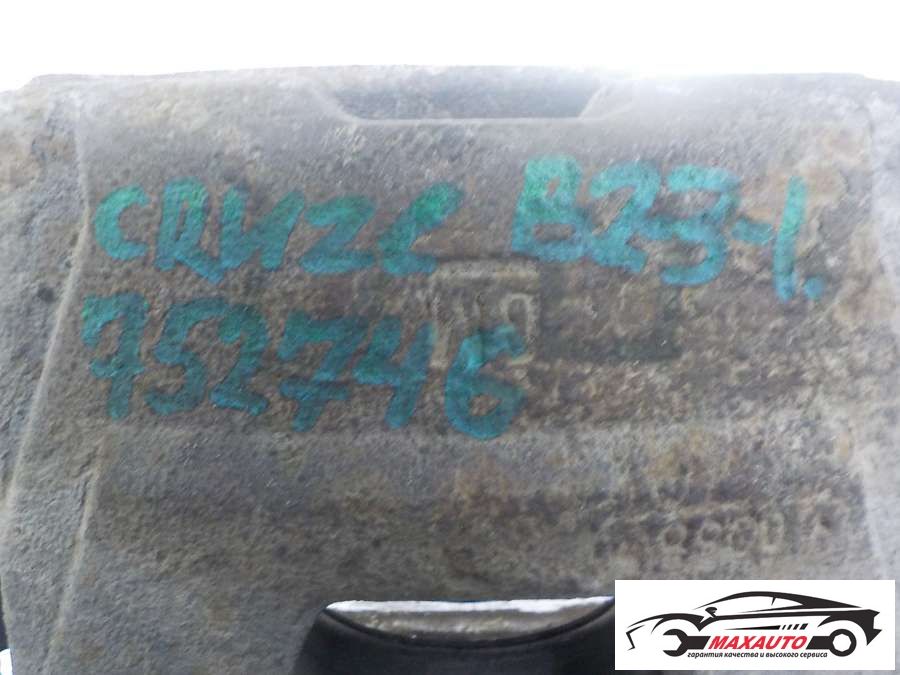 CRUZE B23-1.
752746
MAXAUTO
гарантия качества и высокого сервиса